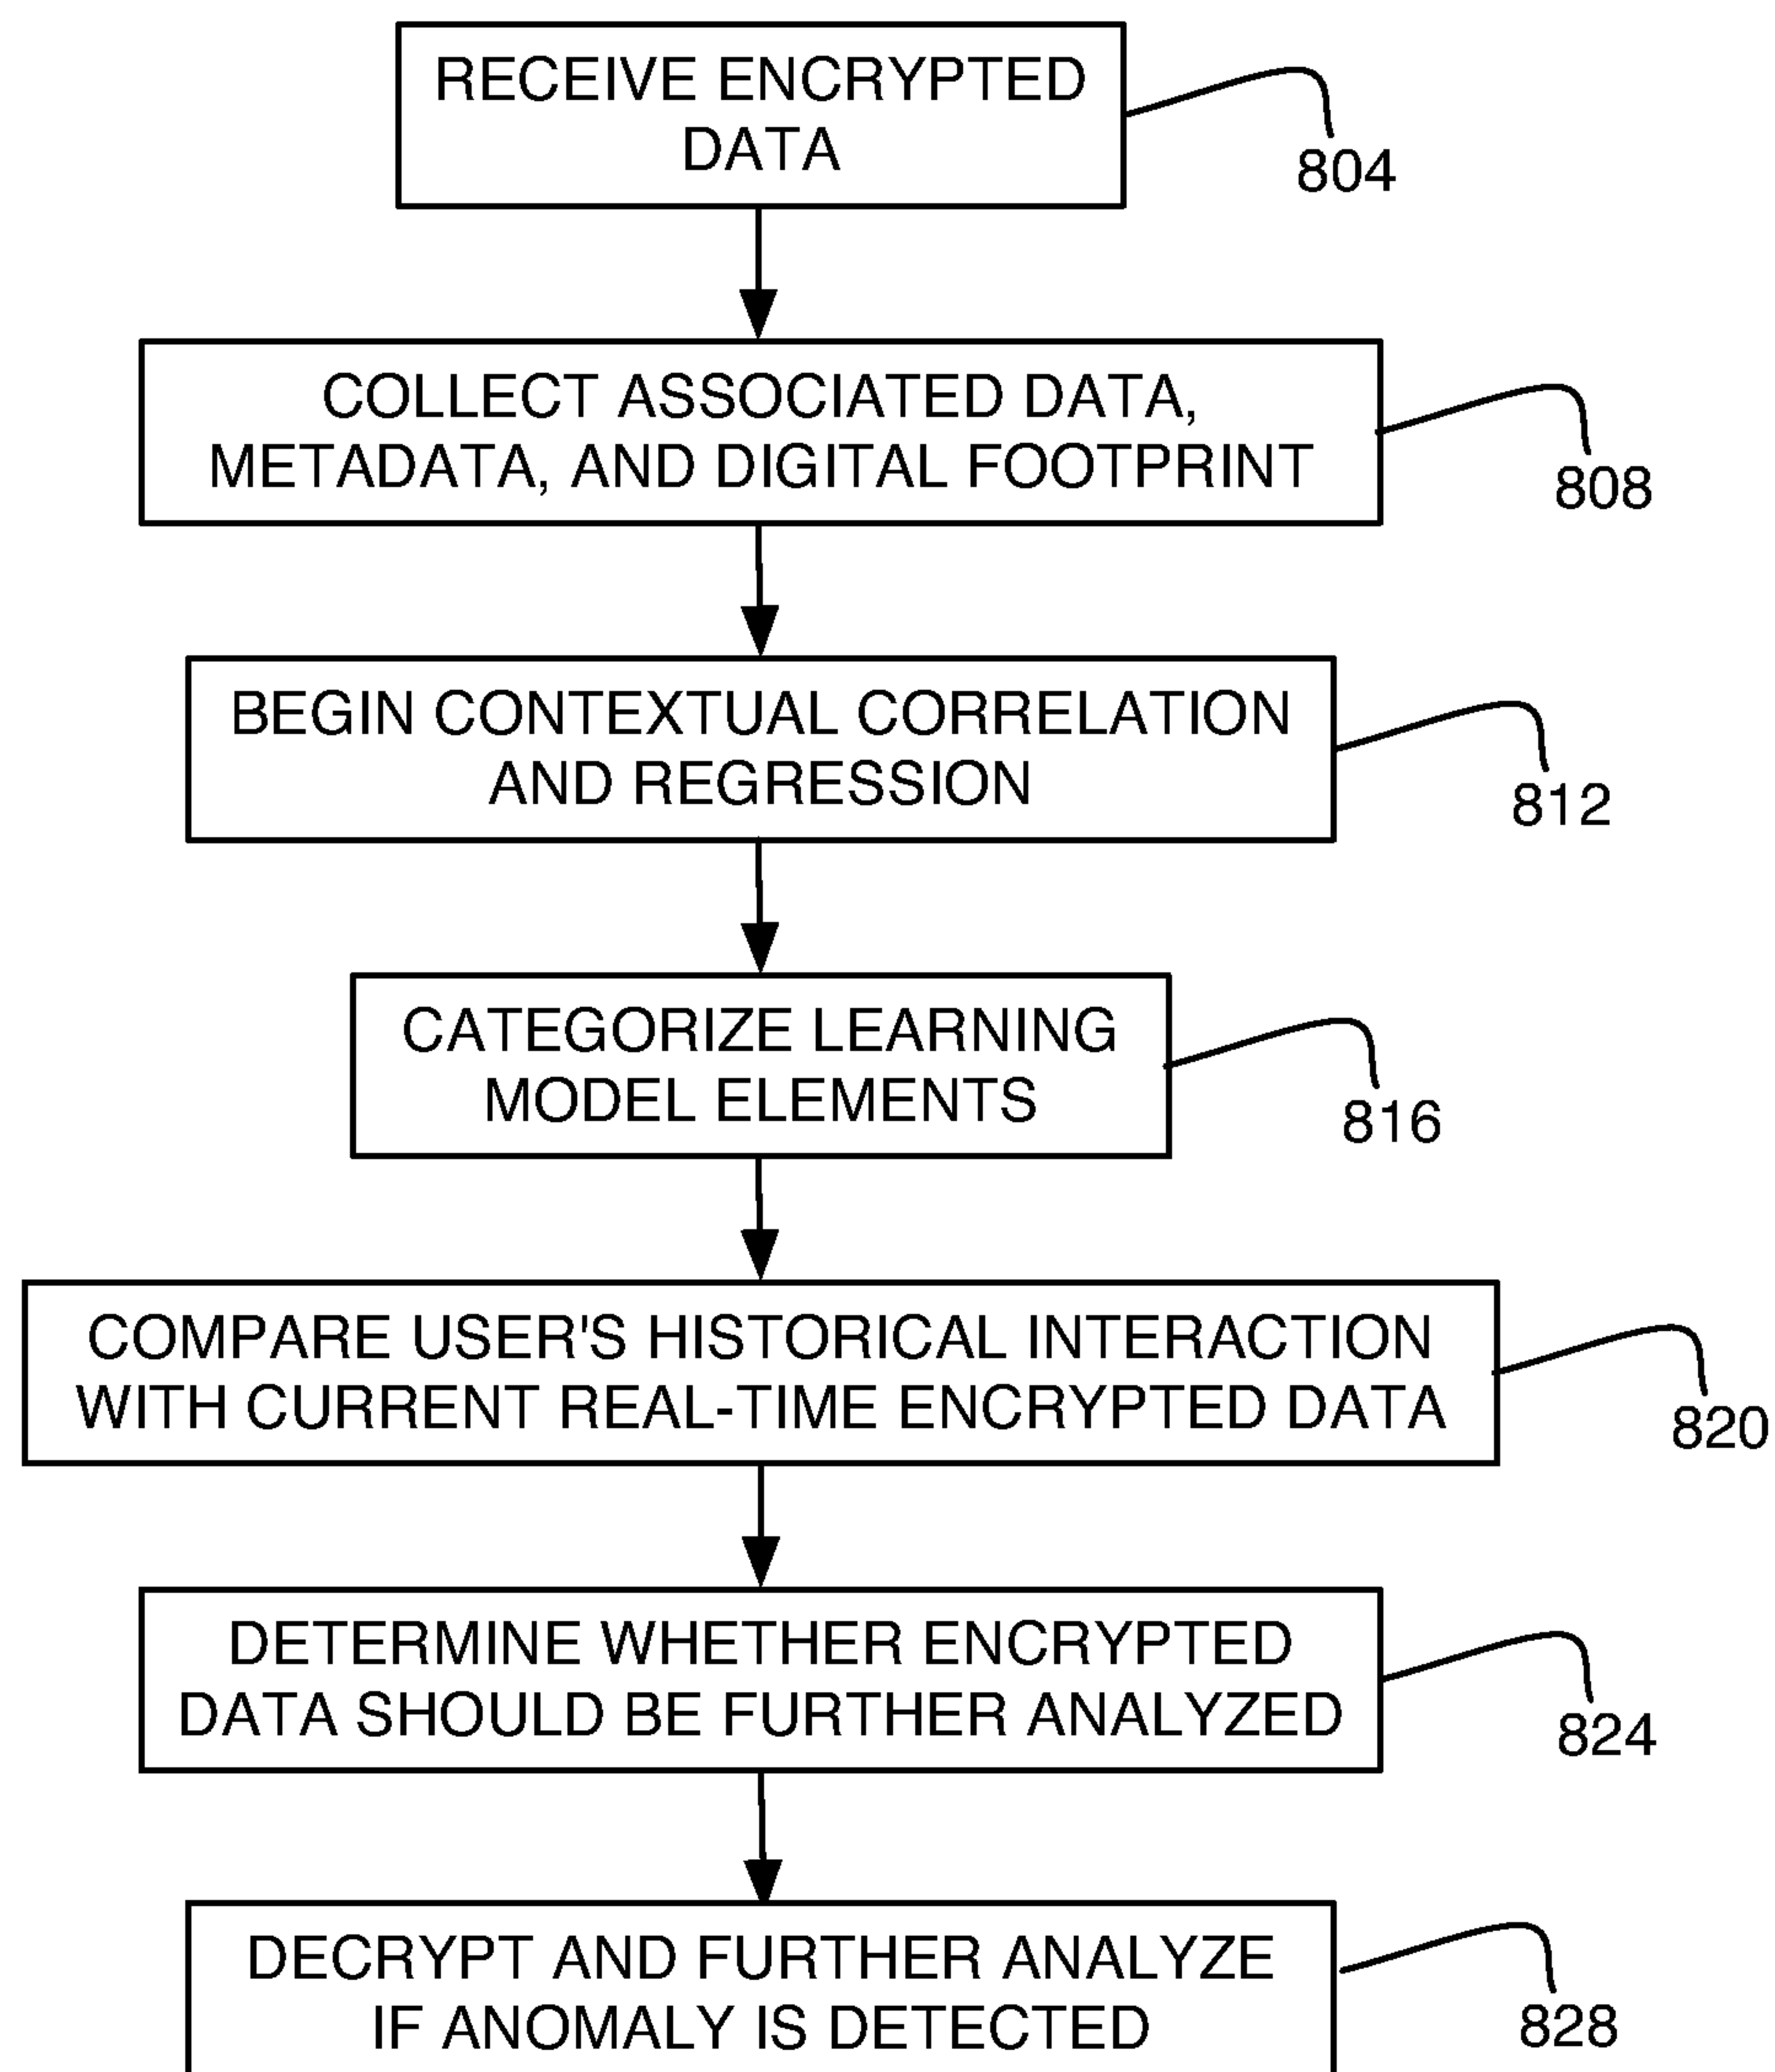 RECEIVE ENCRYPTED
DATA
804
COLLECT ASSOCIATED DATA,
METADATA, AND DIGITAL FOOTPRINT
808
BEGIN CONTEXTUAL CORRELATION
AND REGRESSION
812
CATEGORIZE LEARNING
MODEL ELEMENTS
816
COMPARE USER'S HISTORICAL INTERACTION
WITH CURRENT REAL-TIME ENCRYPTED DATA
820
DETERMINE WHETHER ENCRYPTED
DATA SHOULD BE FURTHER ANALYZED
824
DECRYPT AND FURTHER ANALYZE
IF ANOMALY IS DETECTED
828